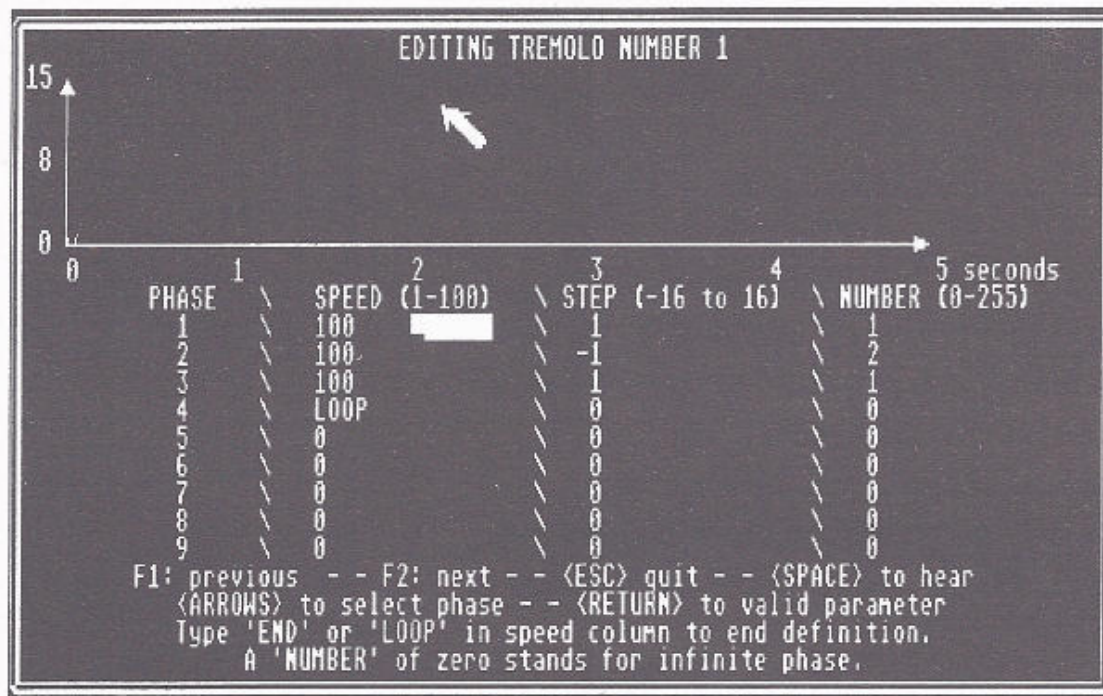 EDITING TREMOLO NUMBER 1
15
8
0
0 1 2 3 4 5 seconds
PHASE \ SPEED (1-100) \ STEP (-16 to 16) \ NUMBER (0-255)
1 \ 100 \ 1 \ 1
2 \ 100 \ -1 \ 2
3 \ 100 \ 1 \ 1
4 \ LOOP \ 0 \ 0
5 \ 0 \ 0 \ 0
6 \ 0 \ 0 \ 0
7 \ 0 \ 0 \ 0
8 \ 0 \ 0 \ 0
9 \ 0 \ 0 \ 0
F1: previous - - F2: next - - <ESC> quit - - <SPACE> to hear
<ARROWS> to select phase - - <RETURN> to valid parameter
Type 'END' or 'LOOP' in speed column to end definition.
A 'NUMBER' of zero stands for infinite phase.